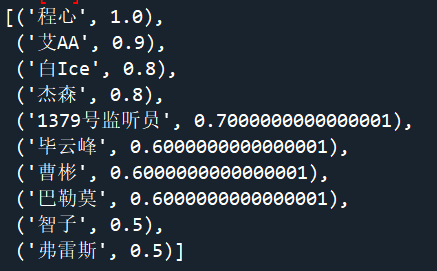 [('程心', 1.0),
('艾AA', 0.9),
('白Ice', 0.8),
('杰森', 0.8),
('1379号监听员', 0.7000000000000001),
('毕云峰', 0.6000000000000001),
('曹彬', 0.6000000000000001),
('巴勒莫', 0.6000000000000001),
('智子', 0.5),
('弗雷斯', 0.5)]